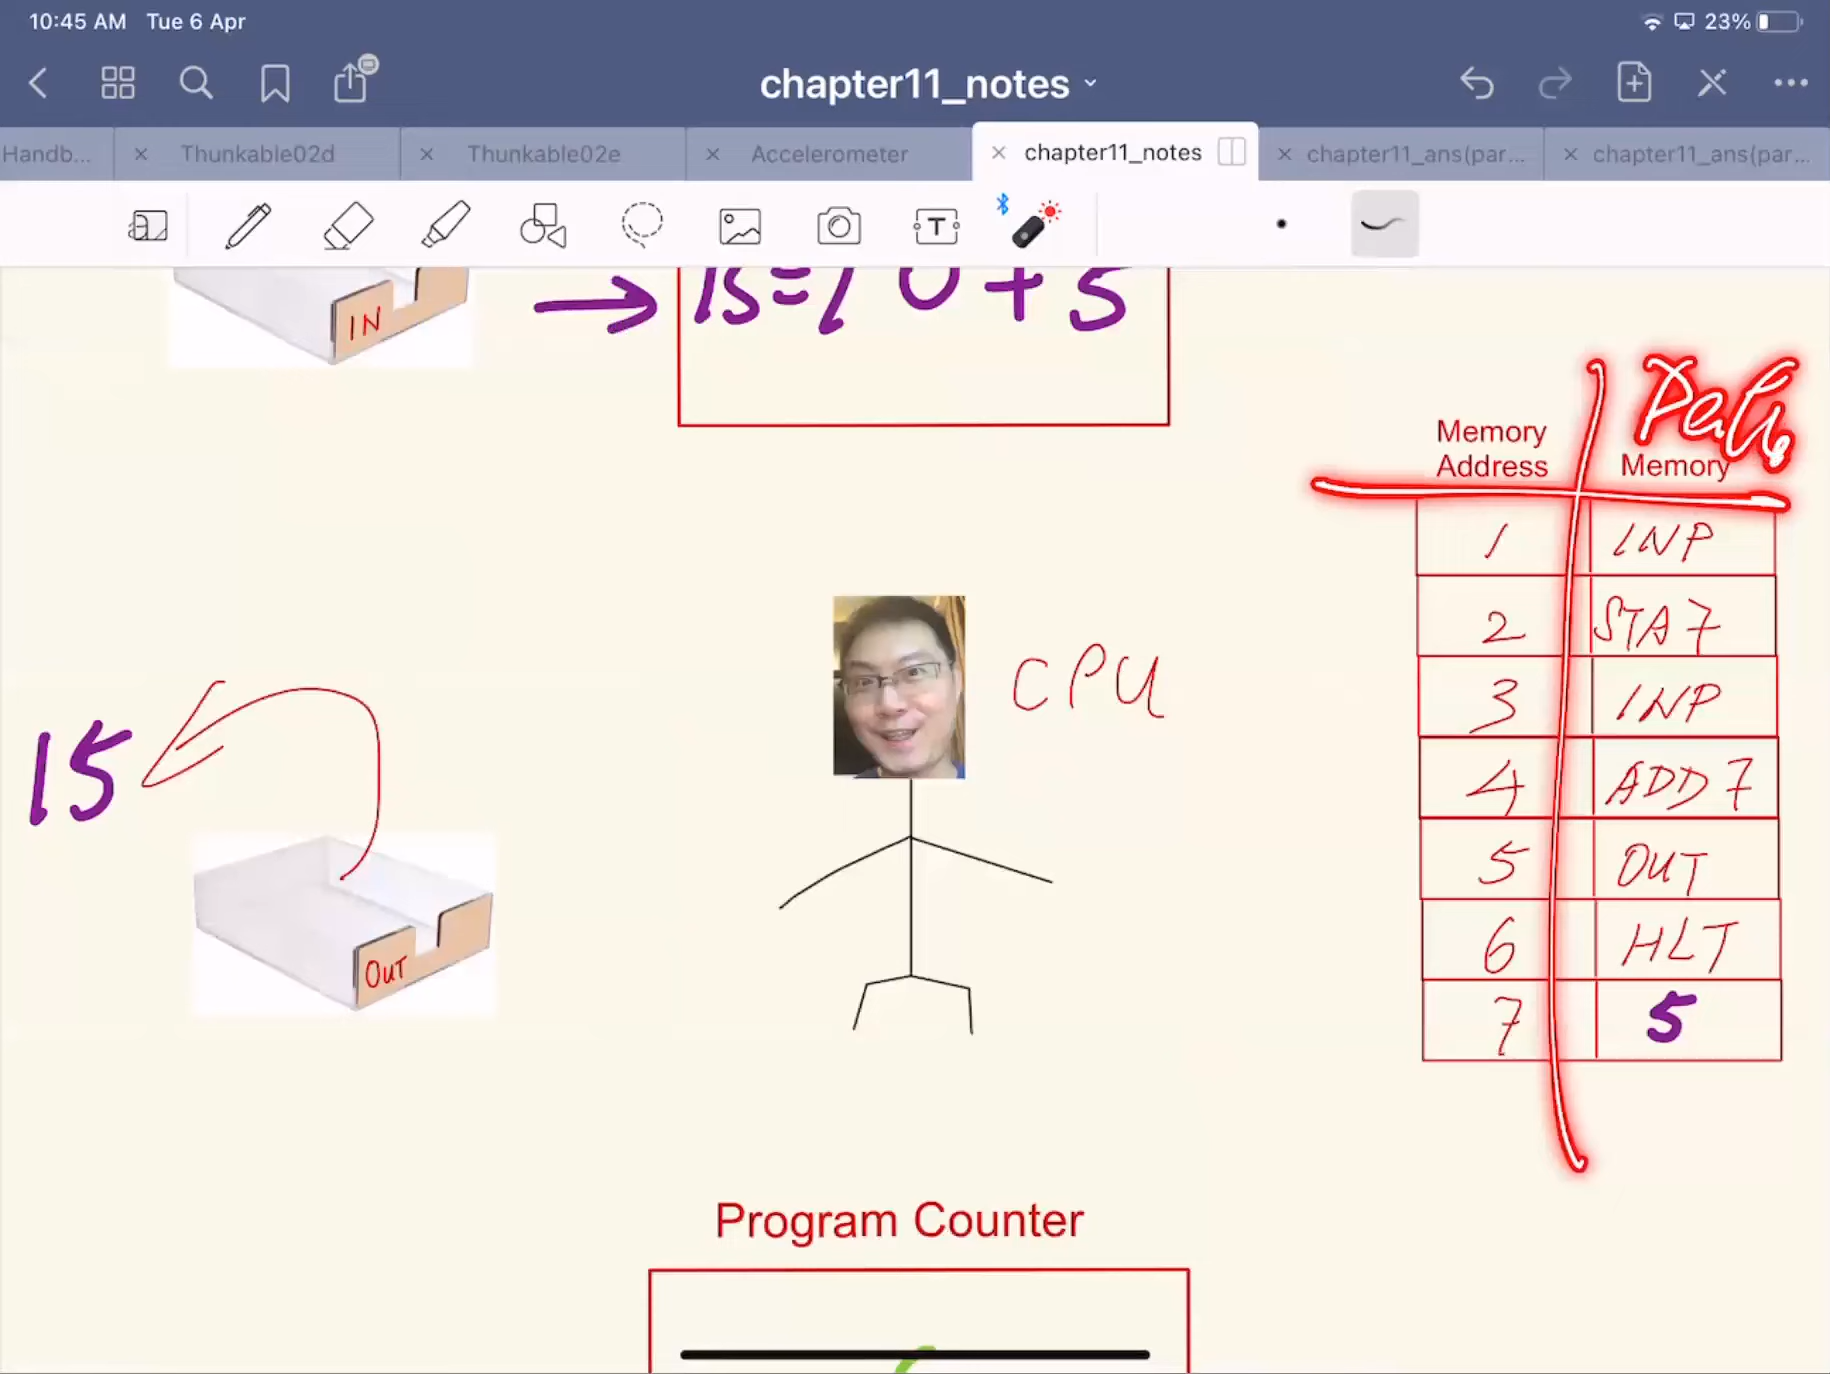 10:45 AM Tue 6 Apr 23%
chapter11_notes
Handb... Thunkable02d Thunkable02e Accelerometer chapter11_notes chapter11_ans(par... chapter11_ans(par...
a T
IN
15=10+5
Data
Memory Address
Memory
1 INP
2 STA 7
3 INP
4 ADD 7
5 OUT
6 HLT
7 5
CPU
15
OUT
Program Counter